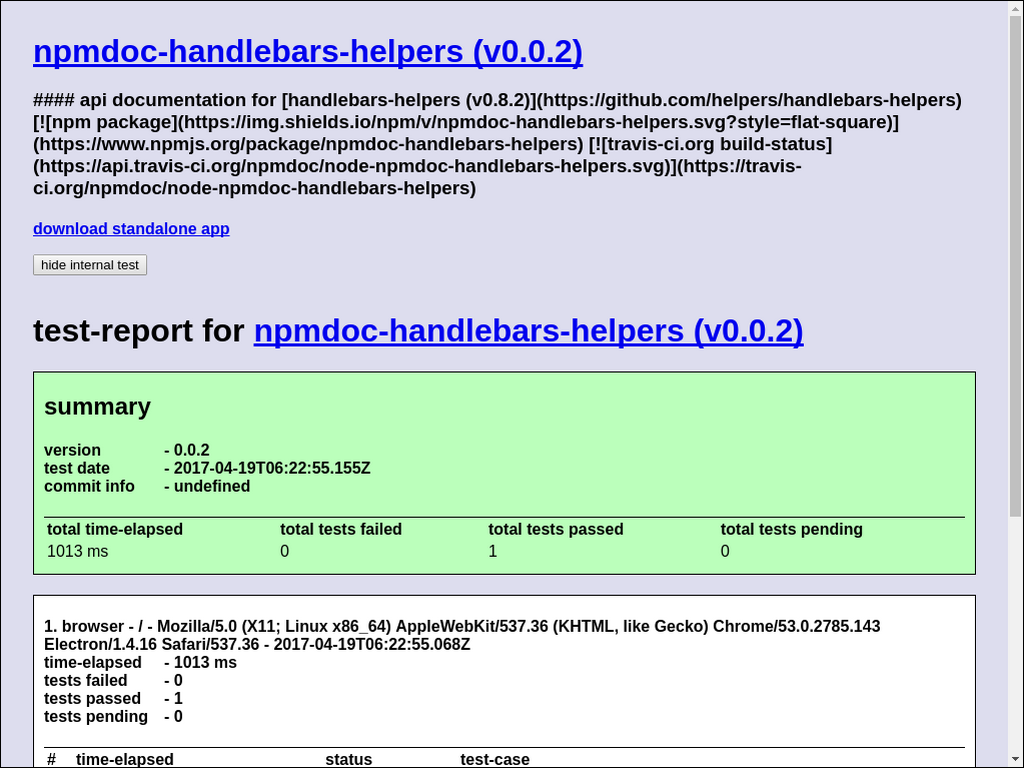 npmdoc-handlebars-helpers (v0.0.2)
#### api documentation for [handlebars-helpers (v0.8.2)](https://github.com/helpers/handlebars-helpers)
[![npm package](https://img.shields.io/npm/v/npmdoc-handlebars-helpers.svg?style=flat-square)]
(https://www.npmjs.org/package/npmdoc-handlebars-helpers) [![travis-ci.org build-status]
(https://api.travis-ci.org/npmdoc/node-npmdoc-handlebars-helpers.svg)](https://travis-
ci.org/npmdoc/node-npmdoc-handlebars-helpers)
download standalone app
hide internal test
test-report for npmdoc-handlebars-helpers (v0.0.2)
summary
version - 0.0.2
test date - 2017-04-19T06:22:55.155Z
commit info - undefined
total time-elapsed total tests failed total tests passed total tests pending
1013 ms 0 1 0
1. browser - / - Mozilla/5.0 (X11; Linux x86_64) AppleWebKit/537.36 (KHTML, like Gecko) Chrome/53.0.2785.143
Electron/1.4.16 Safari/537.36 - 2017-04-19T06:22:55.068Z
time-elapsed - 1013 ms
tests failed - 0
tests passed - 1
tests pending - 0
# time-elapsed status test-case